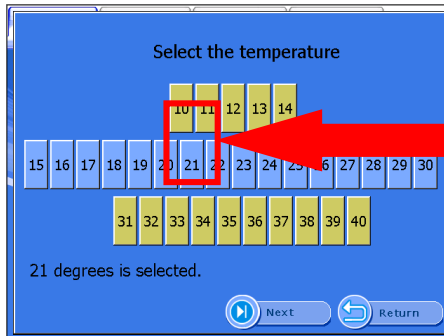 Select the temperature
10 11 12 13 14
15 16 17 18 19 20 21 22 23 24 25 26 27 28 29 30
31 32 33 34 35 36 37 38 39 40
21 degrees is selected.
Next Return